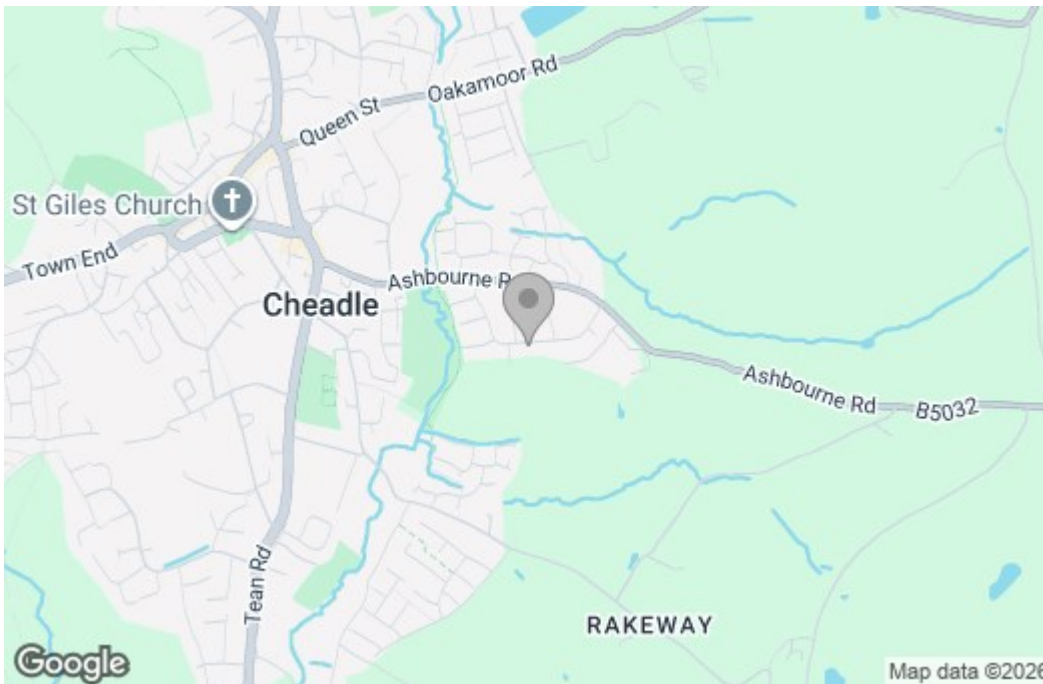 Oakamoor Rd
Queen St
St Giles Church
Town End
Ashbourne R
Cheadle
Ashbourne Rd
B5032
Tean Rd
RAKEWAY
Google
Map data ©2026